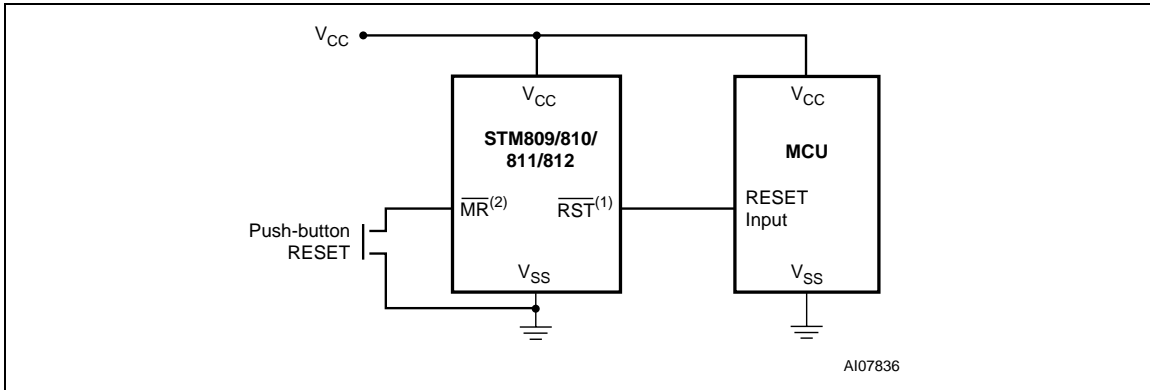 VCC
VCC
STM809/810/
811/812
MR(2)
RST(1)
VSS
Push-button
RESET
VCC
MCU
RESET
Input
VSS
AI07836